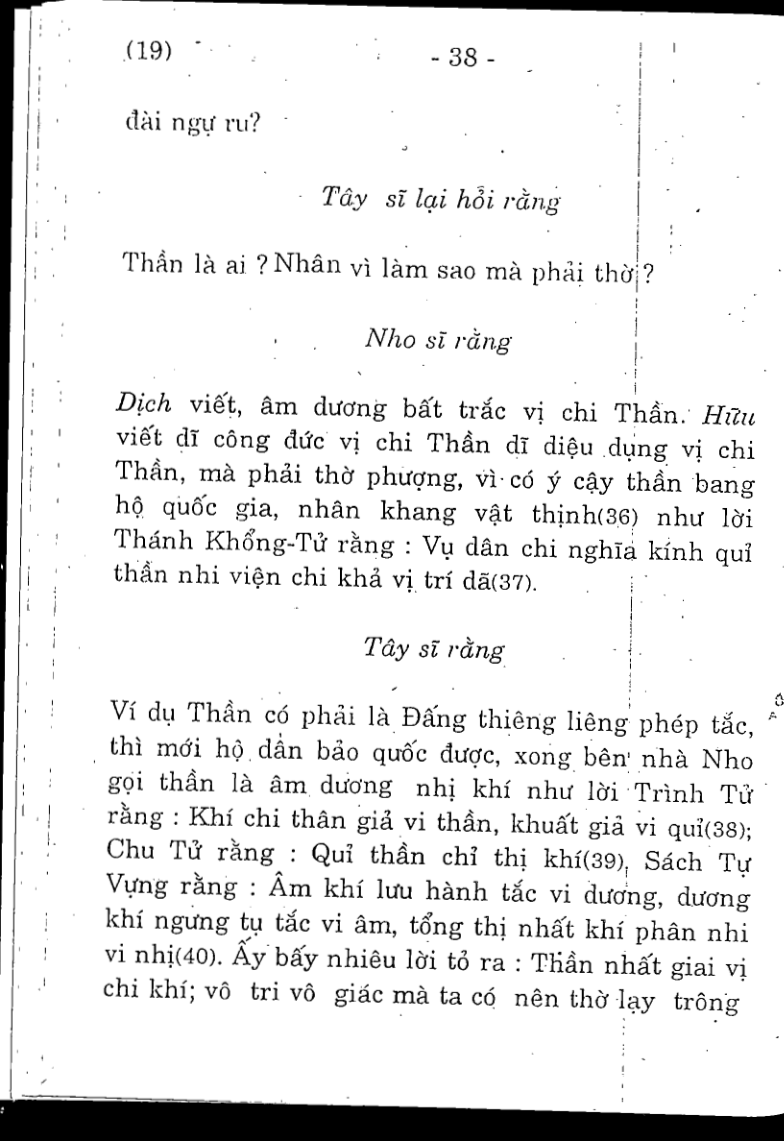 (19) - 38 -
đài ngự ru?
Tây sĩ lại hỏi rằng
Thần là ai ? Nhân vì làm sao mà phải thờ ?
Nho sĩ rằng
Dịch viết, âm dương bất trắc vị chi Thần. Hữu
viết dĩ công đức vị chi Thần dĩ diệu dụng vị chi
Thần, mà phải thờ phượng, vì có ý cậy thần bang
hộ quốc gia, nhân khang vật thịnh(36) như lời
Thánh Khổng-Tử rằng : Vụ dân chi nghĩa kính quỉ
thần nhi viện chi khả vị trí dã(37).
Tây sĩ rằng
Ví dụ Thần có phải là Đấng thiêng liêng phép tắc,
thì mới hộ dân bảo quốc được, xong bên nhà Nho
gọi thần là âm dương nhị khí như lời Trình Tử
rằng : Khí chi thân giả vi thần, khuất giả vi quỉ(38);
Chu Tử rằng : Quỉ thần chỉ thị khí(39), Sách Tự
Vựng rằng : Âm khí lưu hành tắc vi dương, dương
khí ngưng tụ tắc vi âm, tổng thị nhất khí phân nhi
vi nhị(40). Ấy bấy nhiêu lời tỏ ra : Thần nhất giai vị
chi khí; vô tri vô giác mà ta có nên thờ lạy trông